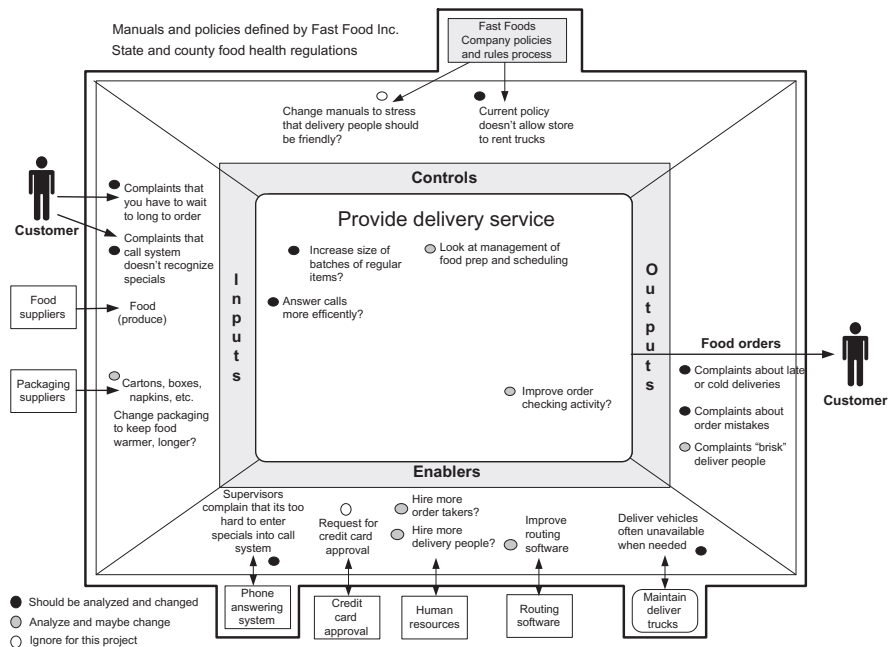 Manuals and policies defined by Fast Food Inc.
State and county food health regulations
Fast Foods
Company policies
and rules process
Change manuals to stress
that delivery people should
be friendly?
Current policy
doesn't allow store
to rent trucks
Controls
Customer
Complaints that
you have to wait
to long to order
Complaints that
call system
doesn't recognize
specials
Food
suppliers
Food
(produce)
Packaging
suppliers
Cartons, boxes,
napkins, etc.
Change packaging
to keep food
warmer, longer?
Inputs
Provide delivery service
Increase size of
batches of regular
items?
Look at management of
food prep and scheduling
Answer calls
more efficently?
Improve order
checking activity?
Outputs
Food orders
Complaints about late
or cold deliveries
Complaints about
order mistakes
Complaints “brisk”
deliver people
Customer
Enablers
Supervisors
complain that its too
hard to enter
specials into call
system
Request for
credit card
approval
Hire more
order takers?
Hire more
delivery people?
Improve
routing
software
Deliver vehicles
often unavailable
when needed
Phone
answering
system
Credit
card
approval
Human
resources
Routing
software
Maintain
deliver
trucks
Should be analyzed and changed
Analyze and maybe change
Ignore for this project